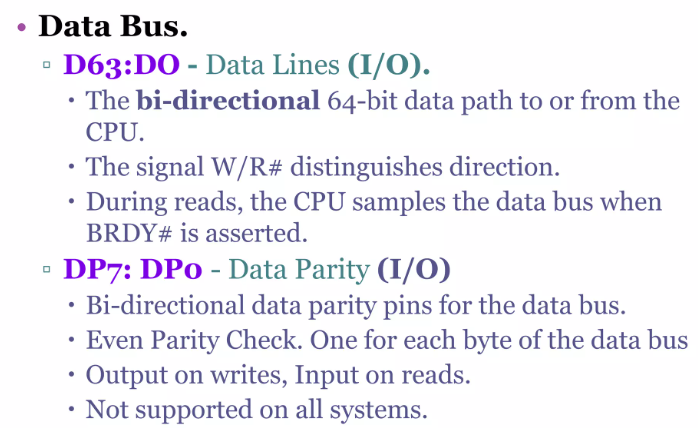 • Data Bus.
▫ D63:DO - Data Lines (I/O).
• The bi-directional 64-bit data path to or from the
CPU.
• The signal W/R# distinguishes direction.
• During reads, the CPU samples the data bus when
BRDY# is asserted.
▫ DP7: DP0 - Data Parity (I/O)
• Bi-directional data parity pins for the data bus.
• Even Parity Check. One for each byte of the data bus
• Output on writes, Input on reads.
• Not supported on all systems.